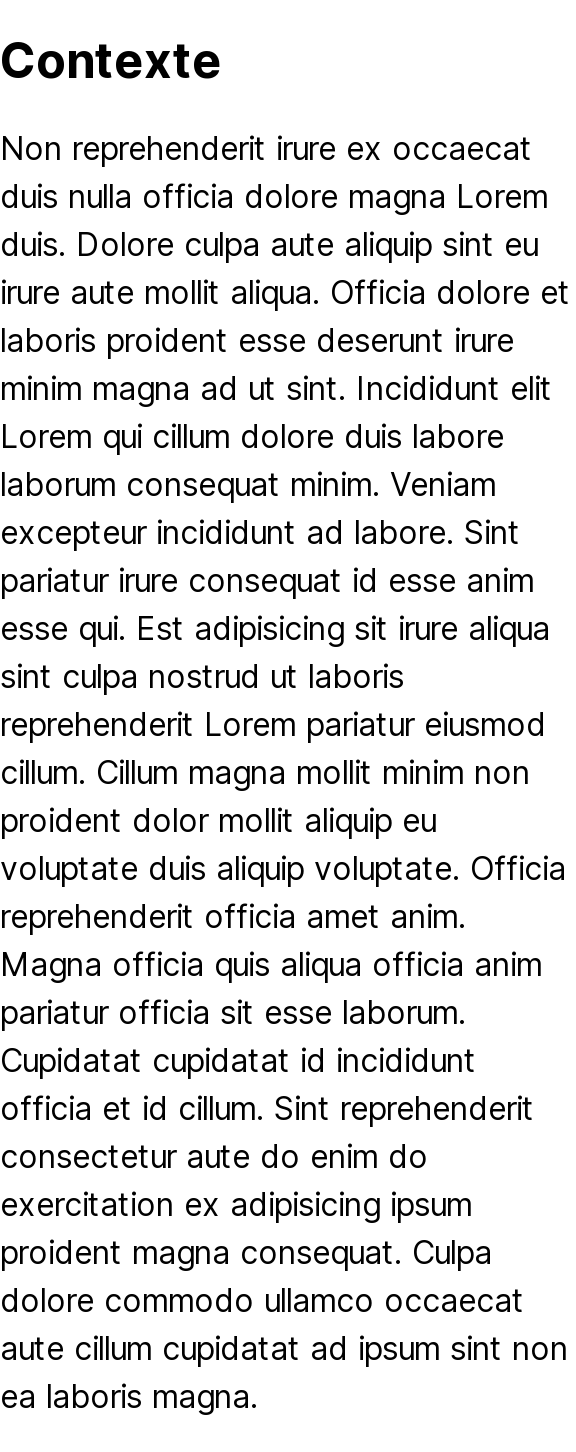 Contexte
Non reprehenderit irure ex occaecat
duis nulla officia dolore magna Lorem
duis. Dolore culpa aute aliquip sint eu
irure aute mollit aliqua. Officia dolore et
laboris proident esse deserunt irure
minim magna ad ut sint. Incididunt elit
Lorem qui cillum dolore duis labore
laborum consequat minim. Veniam
excepteur incididunt ad labore. Sint
pariatur irure consequat id esse anim
esse qui. Est adipisicing sit irure aliqua
sint culpa nostrud ut laboris
reprehenderit Lorem pariatur eiusmod
cillum. Cillum magna mollit minim non
proident dolor mollit aliquip eu
voluptate duis aliquip voluptate. Officia
reprehenderit officia amet anim.
Magna officia quis aliqua officia anim
pariatur officia sit esse laborum.
Cupidatat cupidatat id incididunt
officia et id cillum. Sint reprehenderit
consectetur aute do enim do
exercitation ex adipisicing ipsum
proident magna consequat. Culpa
dolore commodo ullamco occaecat
aute cillum cupidatat ad ipsum sint non
ea laboris magna.